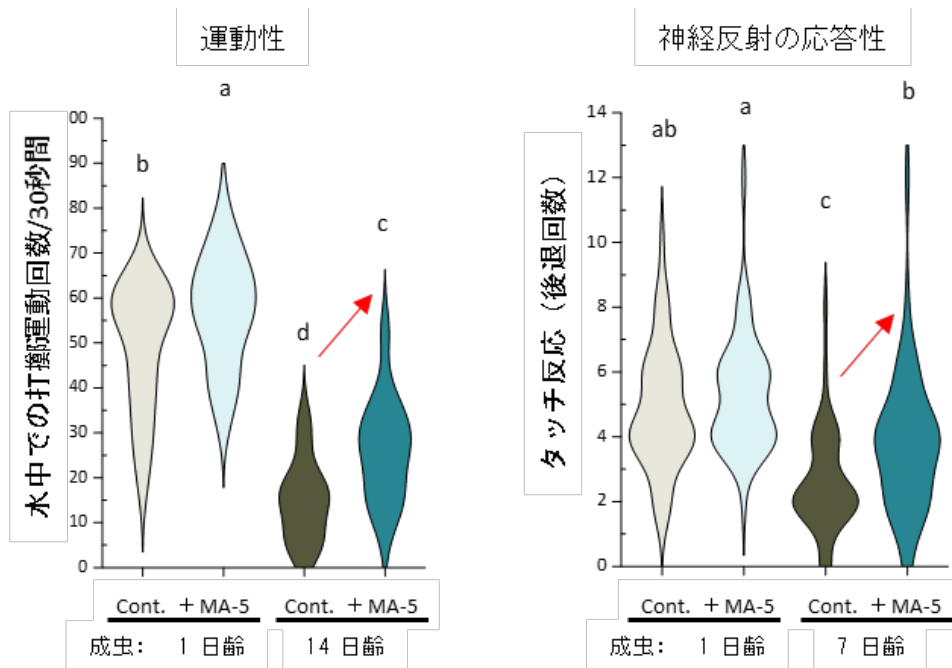 運動性
a
b
c
d
水中での打擲運動回数/30秒間
00
90
80
70
60
50
40
30
20
10
0
Cont. +MA-5 Cont. +MA-5
成虫: 1 日齢 14 日齢
神経反射の応答性
b
ab a
c
タッチ反応(後退回数)
14
12
10
8
6
4
2
0
Cont. +MA-5 Cont. +MA-5
成虫: 1 日齢 7 日齢